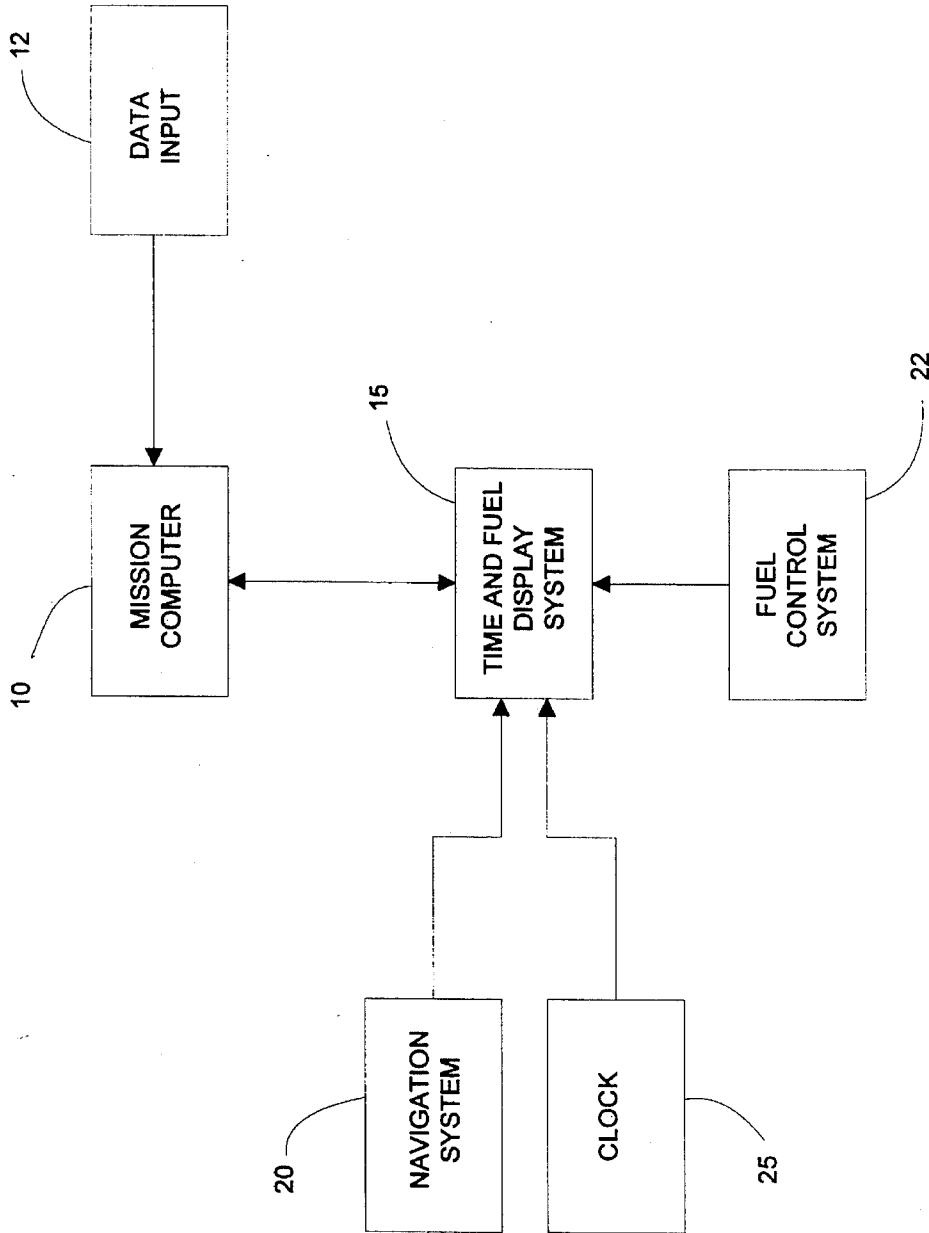 12
DATA
INPUT
10
MISSION
COMPUTER
15
TIME AND FUEL
DISPLAY
SYSTEM
22
FUEL
CONTROL
SYSTEM
20
NAVIGATION
SYSTEM
25
CLOCK